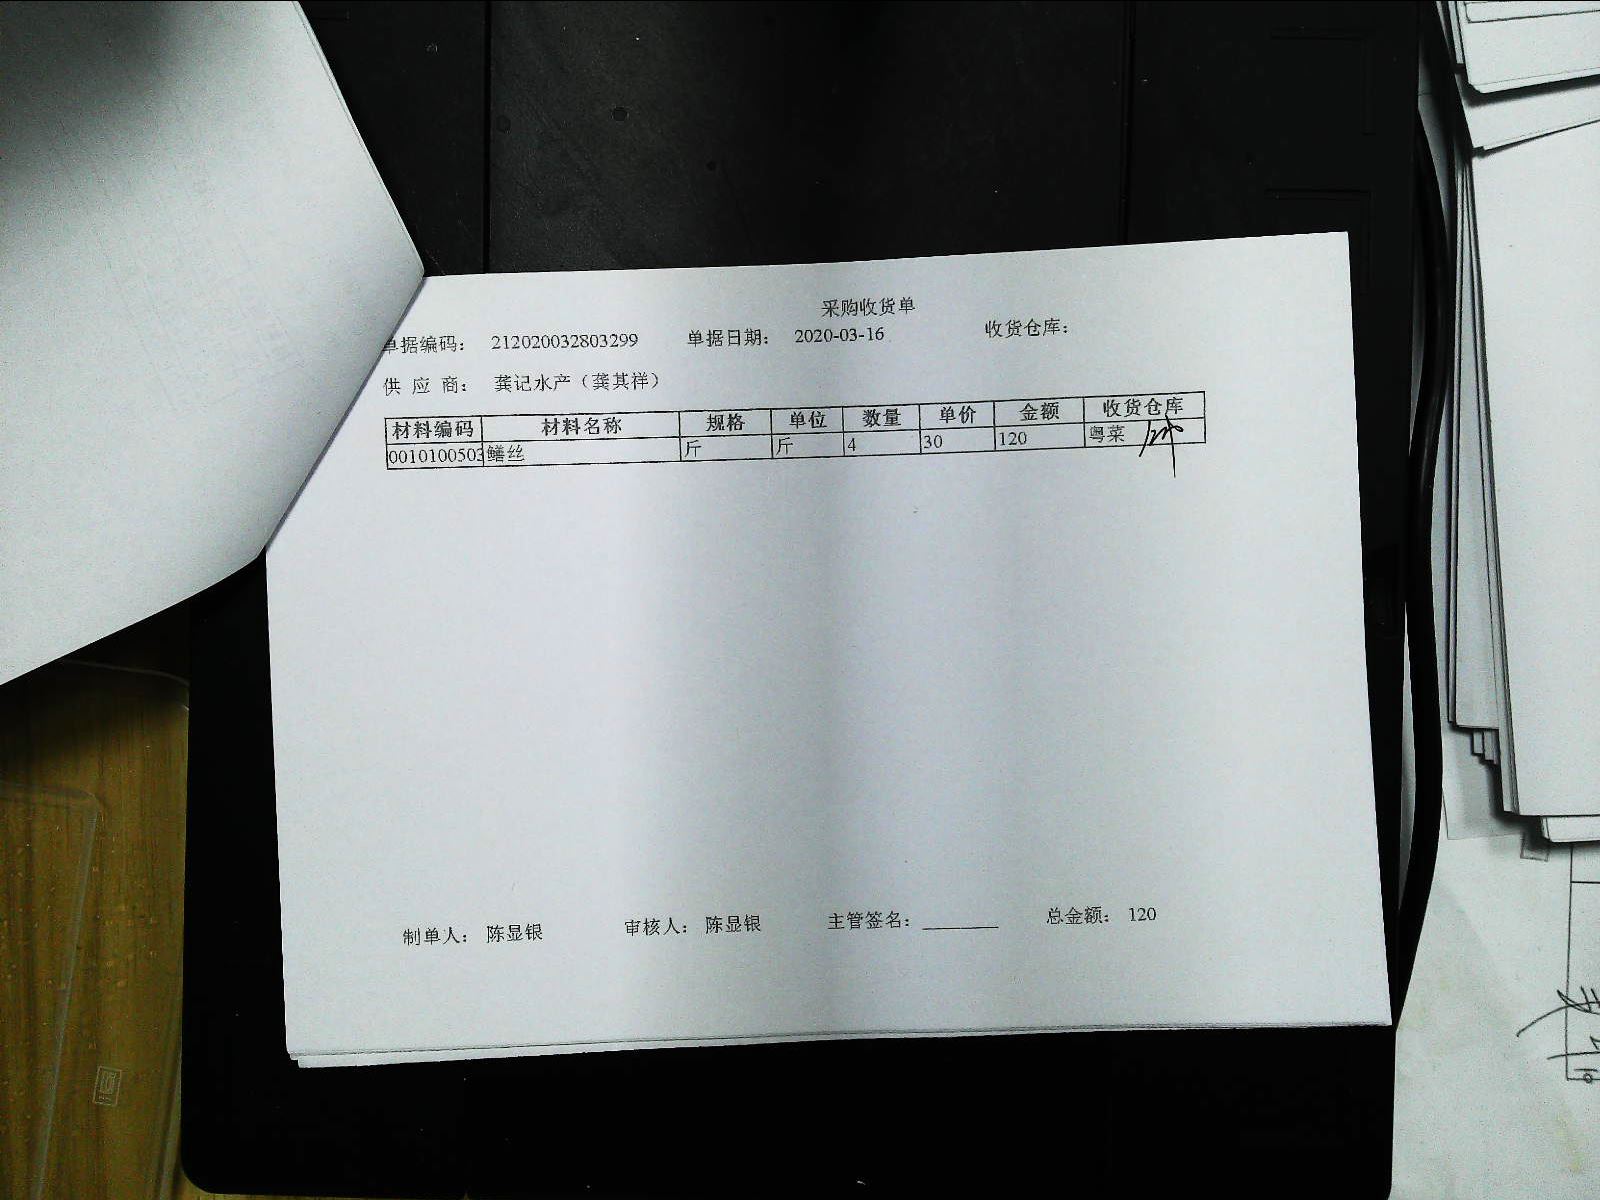 采购收货单
单据编码： 212020032803299 单据日期： 2020-03-16 收货仓库：
供 应 商： 龚记水产（龚其祥）
材料编码 材料名称 规格 单位 数量 单价 金额 收货仓库
0010100503 鳝丝 斤 斤 4 30 120 粤菜
制单人： 陈显银 审核人： 陈显银 主管签名： 总金额： 120